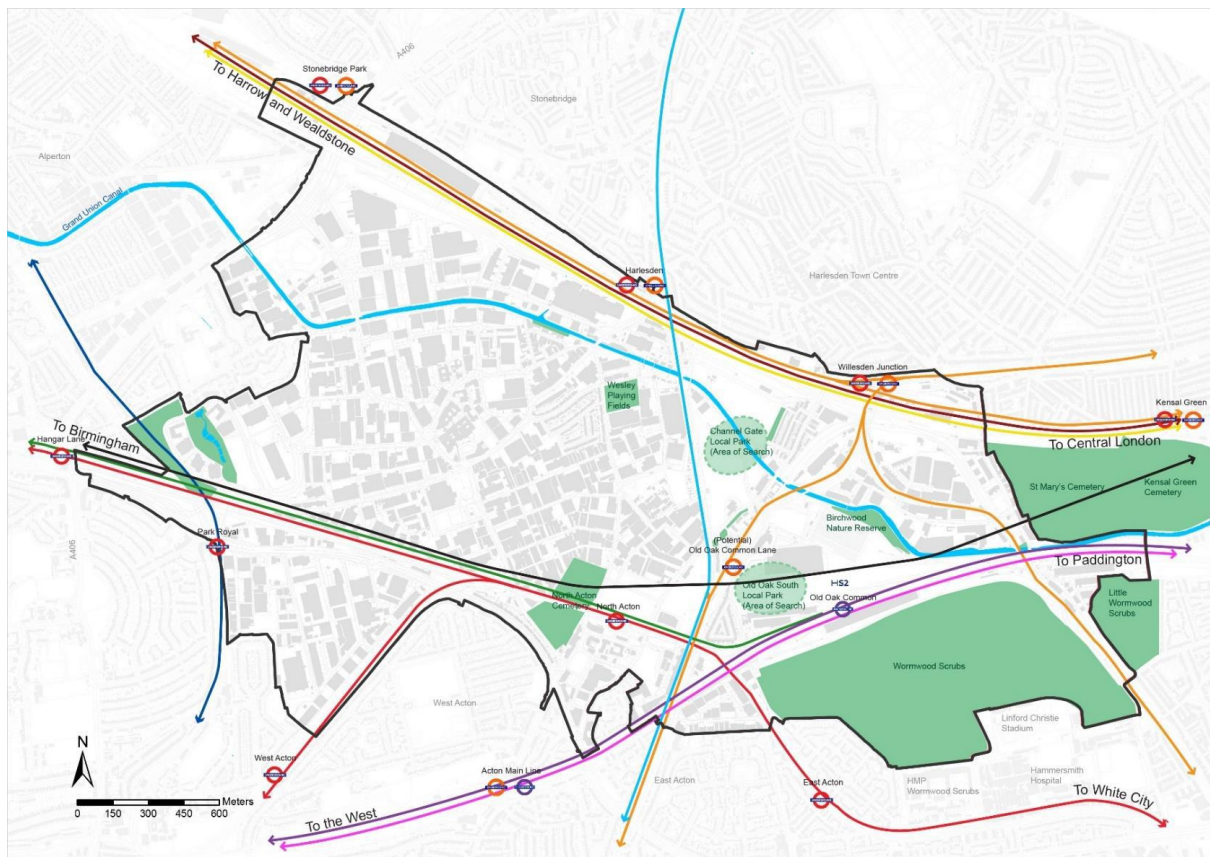 A406
Stonebridge Park
To Harrow and Wealdstone
Stonebridge
Alperton
Grand Union Canal
Harlesden
Harlesden Town Centre
Willesden Junction
Kensal Green
To Central London
Wesley
Playing
Fields
Channel Gate
Local Park
(Area of Search)
To Birmingham
Hangar Lane
St Mary's Cemetery
Kensal Green
Cemetery
Birchwood
Nature Reserve
A406
Park Royal
(Potential)
Old Oak Common Lane
To Paddington
HS2
Old Oak Common
Old Oak South
Local Park
(Area of Search)
North Acton
Cemetery
North Acton
Little
Wormwood
Scrubs
Wormwood Scrubs
West Acton
Linford Christie
Stadium
N
West Acton
Acton Main Line
East Acton
East Acton
HMP
Wormwood Scrubs
Hammersmith
Hospital
To White City
Meters
0 150 300 450 600
To the West